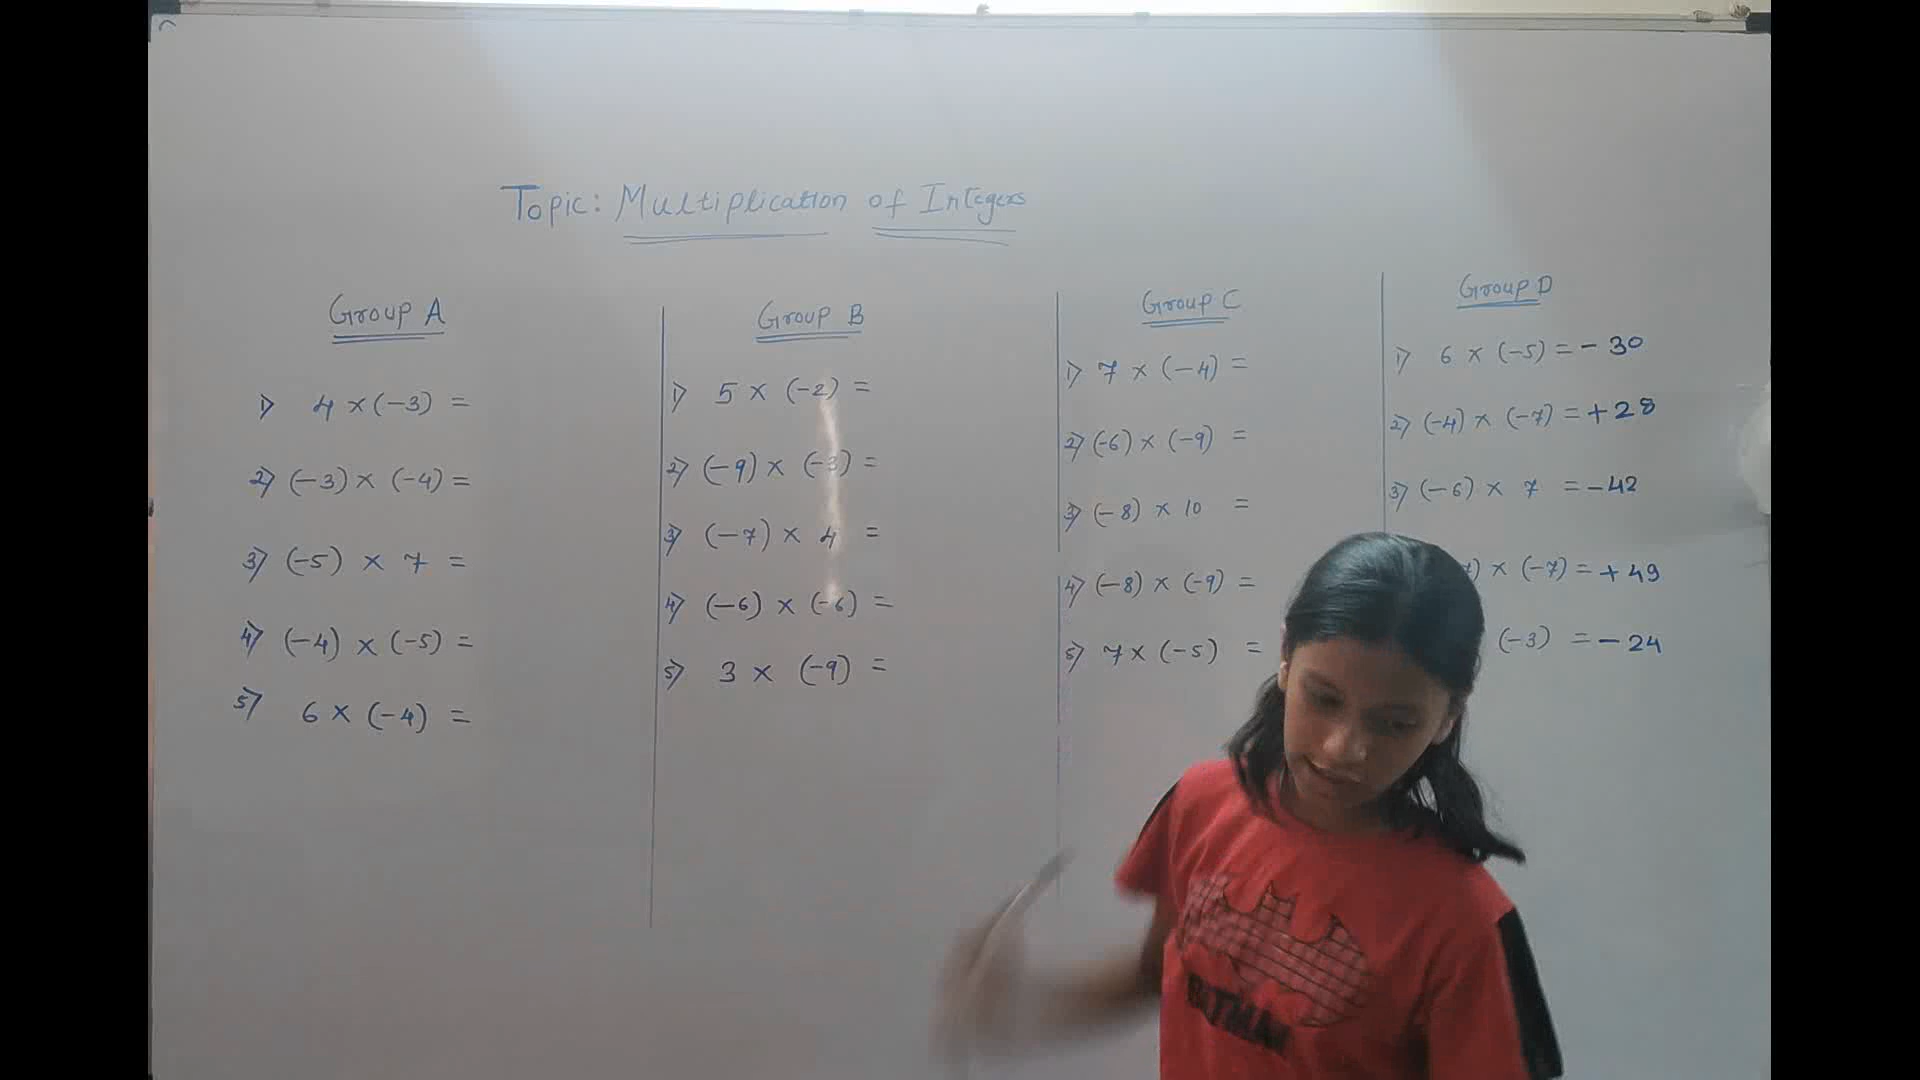 Topic: Multiplication of Integers
Group A
1) 4 × (-3) =
2) (-3) × (-4) =
3) (-5) × 7 =
4) (-4) × (-5) =
5) 6 × (-4) =
Group B
1) 5 × (-2) =
2) (-9) × (-3) =
3) (-7) × 4 =
4) (-6) × (-6) =
5) 3 × (-9) =
Group C
1) 7 × (-4) =
2) (-6) × (-9) =
3) (-8) × 10 =
4) (-8) × (-9) =
5) 7 × (-5) =
Group D
1) 6 × (-5) = - 30
2) (-4) × (-7) = + 28
3) (-6) × 7 = - 42
) × (-7) = + 49
(-3) = - 24
BATMAN